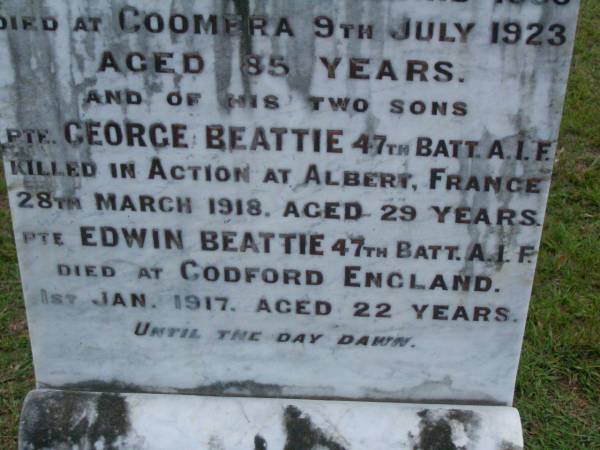 DIED AT COOMERA 9TH JULY 1923
AGED 85 YEARS.
AND OF HIS TWO SONS
PTE. GEORGE BEATTIE 47TH BATT. A.I.F.
KILLED IN ACTION AT ALBERT, FRANCE
28TH MARCH 1918. AGED 29 YEARS.
PTE EDWIN BEATTIE 47TH BATT. A.I.F.
DIED AT CODFORD ENGLAND.
1ST JAN. 1917. AGED 22 YEARS.
UNTIL THE DAY DAWN.